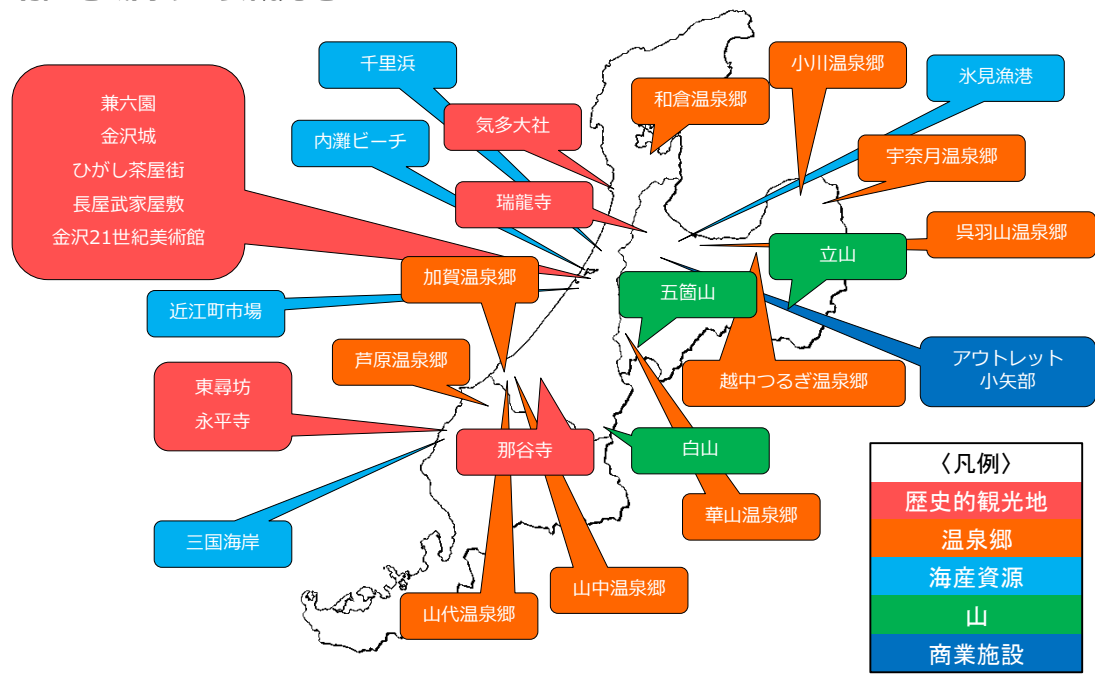 千里浜
小川温泉郷
氷見漁港
和倉温泉郷
兼六園
金沢城
ひがし茶屋街
長屋武家屋敷
金沢21世紀美術館
気多大社
内灘ビーチ
宇奈月温泉郷
瑞龍寺
呉羽山温泉郷
立山
加賀温泉郷
五箇山
近江町市場
芦原温泉郷
越中つるぎ温泉郷
アウトレット
小矢部
東尋坊
永平寺
那谷寺
白山
華山温泉郷
三国海岸
山中温泉郷
山代温泉郷
〈凡例〉
歴史的観光地
温泉郷
海産資源
山
商業施設